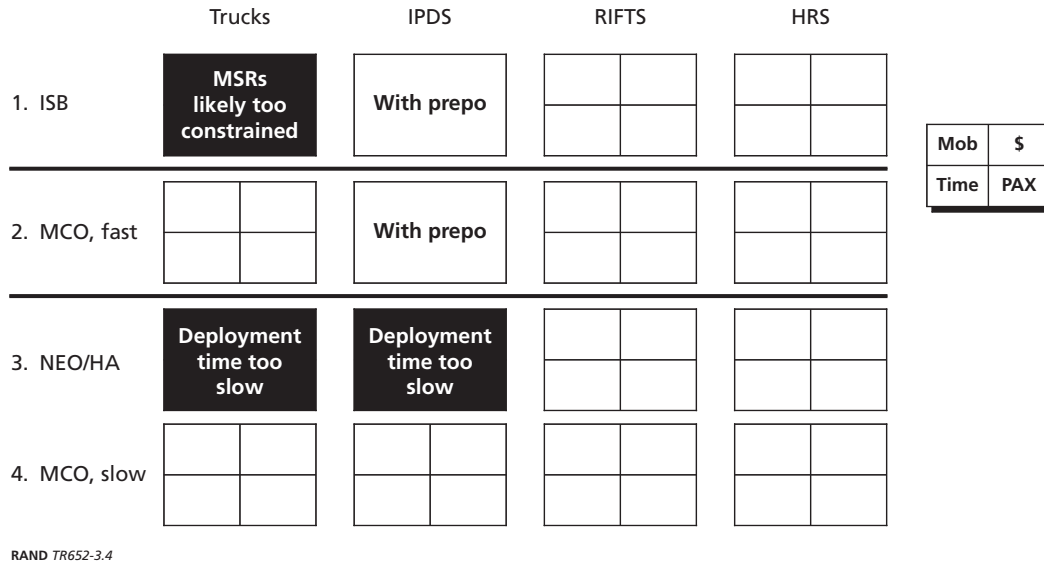 Trucks IPDS RIFTS HRS
1. ISB
MSRs
likely too
constrained
With prepo
Mob $
Time PAX
2. MCO, fast
With prepo
3. NEO/HA
Deployment
time too
slow
Deployment
time too
slow
4. MCO, slow
RAND TR652-3.4